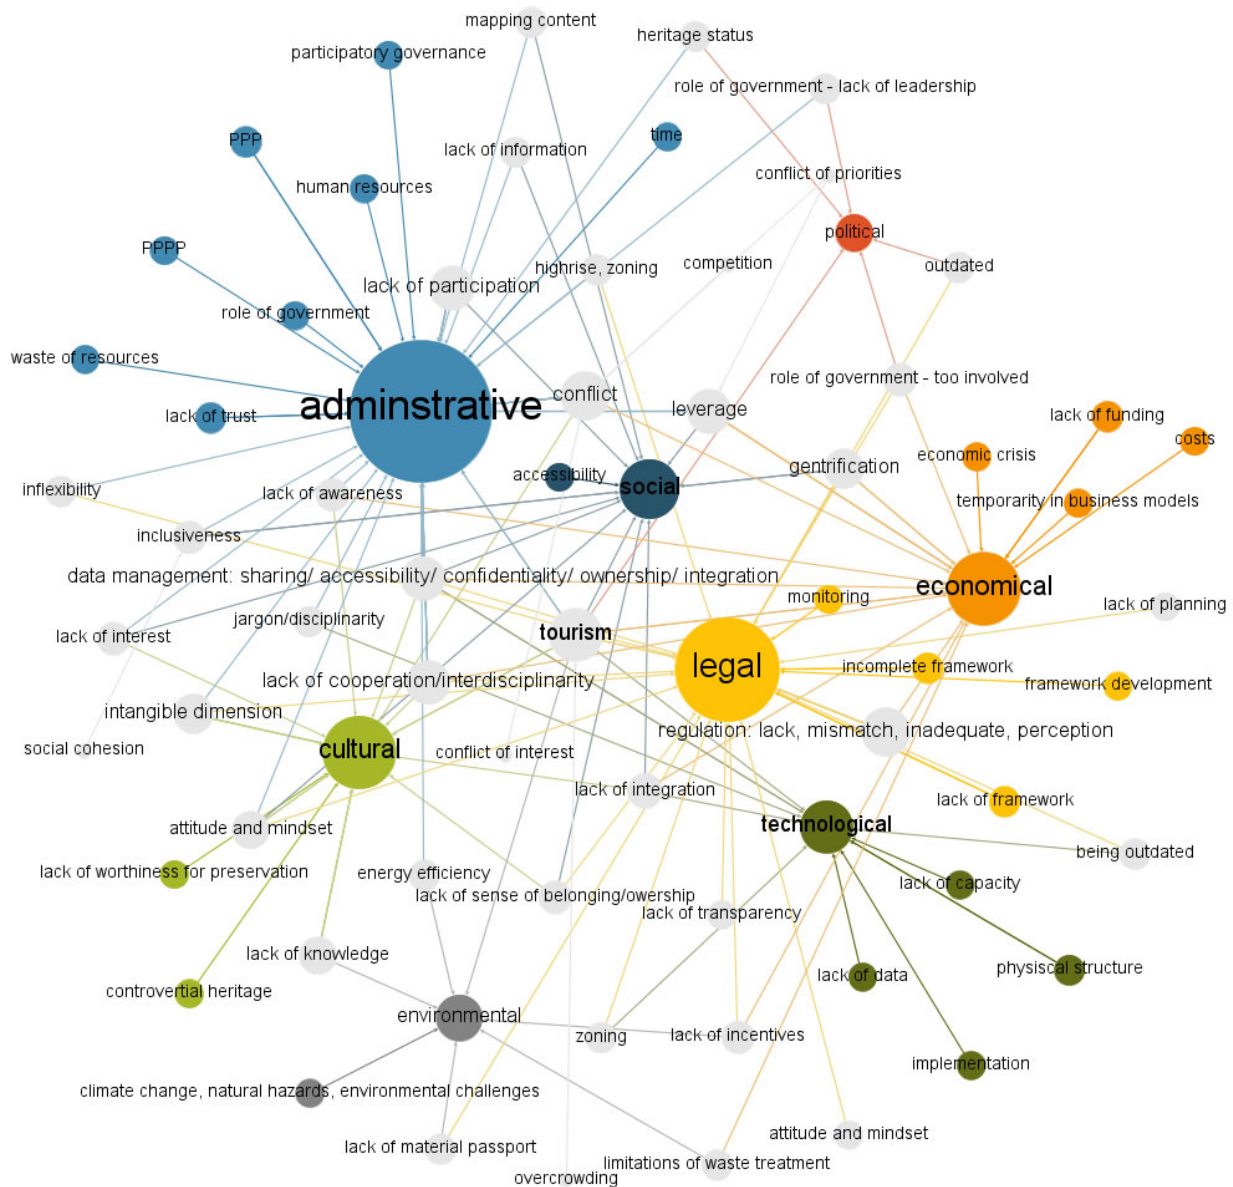 mapping content
heritage status
participatory governance
role of government - lack of leadership
PPP
time
lack of information
conflict of priorities
human resources
political
PPPP
highrise, zoning
competition
outdated
lack of participation
role of government
waste of resources
role of government - too involved
adminstrative
conflict
leverage
lack of trust
lack of funding
costs
economic crisis
gentrification
accessibility
social
inflexibility
lack of awareness
temporarity in business models
inclusiveness
data management: sharing/ accessibility/ confidentiality/ ownership/ integration
economical
monitoring
lack of planning
jargon/disciplinarity
lack of interest
tourism
legal
incomplete framework
lack of cooperation/interdisciplinarity
framework development
intangible dimension
regulation: lack, mismatch, inadequate, perception
social cohesion
cultural
conflict of interest
lack of integration
lack of framework
attitude and mindset
technological
being outdated
lack of worthiness for preservation
energy efficiency
lack of capacity
lack of sense of belonging/owership
lack of transparency
lack of knowledge
lack of data
physiscal structure
controvertial heritage
environmental
zoning
lack of incentives
implementation
climate change, natural hazards, environmental challenges
attitude and mindset
lack of material passport
limitations of waste treatment
overcrowding